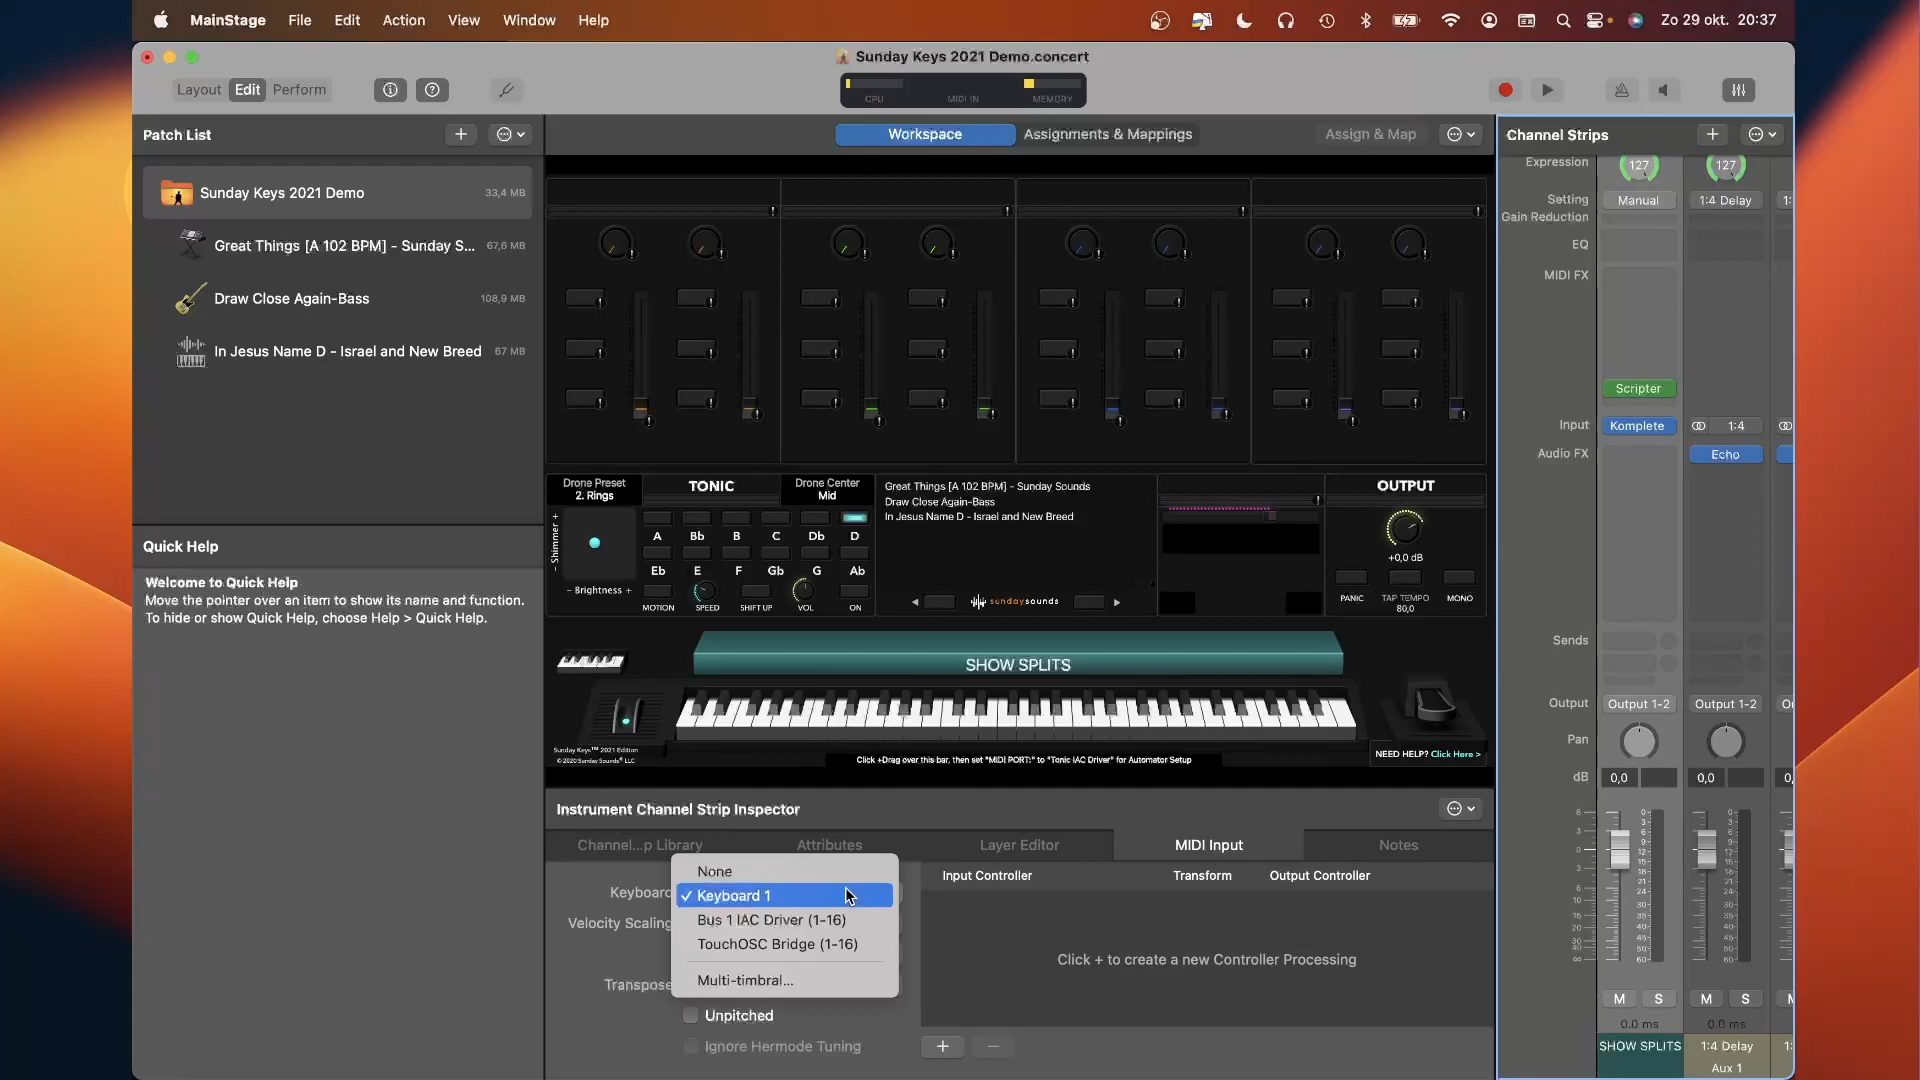 MainStage File Edit Action View Window Help Zo 29 okt. 20:37
Sunday Keys 2021 Demo.concert
Layout Edit Perform
CPU MIDI IN MEMORY
Patch List
Workspace Assignments & Mappings Assign & Map
Channel Strips
Sunday Keys 2021 Demo 33,4 MB
Great Things [A 102 BPM] - Sunday S... 67,6 MB
Draw Close Again-Bass 108,9 MB
In Jesus Name D - Israel and New Breed 67 MB
Quick Help
Welcome to Quick Help
Move the pointer over an item to show its name and function.
To hide or show Quick Help, choose Help > Quick Help.
Drone Preset
2. Rings
TONIC
Drone Center
Mid
- Shimmer +
A Bb B C Db D
Eb E F Gb G Ab
- Brightness +
MOTION SPEED SHIFT UP VOL ON
Great Things [A 102 BPM] - Sunday Sounds
Draw Close Again-Bass
In Jesus Name D - Israel and New Breed
sundaysounds
OUTPUT
+0,0 dB
PANIC TAP TEMPO MONO
80,0
SHOW SPLITS
Sunday Keys™ 2021 Edition
© 2020 Sunday Sounds® LLC
Click +Drag over this bar, then set "MIDI PORT:" to "Tonic IAC Driver" for Automator Setup
NEED HELP? Click Here >
Instrument Channel Strip Inspector
Channel...p Library Attributes Layer Editor MIDI Input Notes
Keyboard
Velocity Scaling
Transpose
None
✓ Keyboard 1
Bus 1 IAC Driver (1-16)
TouchOSC Bridge (1-16)
Multi-timbral...
Unpitched
Ignore Hermode Tuning
Input Controller Transform Output Controller
Click + to create a new Controller Processing
Expression 127 127
Setting Manual 1:4 Delay 1:
Gain Reduction
EQ
MIDI FX
Scripter
Input Komplete 1:4
Audio FX Echo
Sends
Output Output 1-2 Output 1-2
Pan
dB 0,0 0,0 0,
M S M S
0.0 ms 0.0 ms
SHOW SPLITS 1:4 Delay 1:
Aux 1